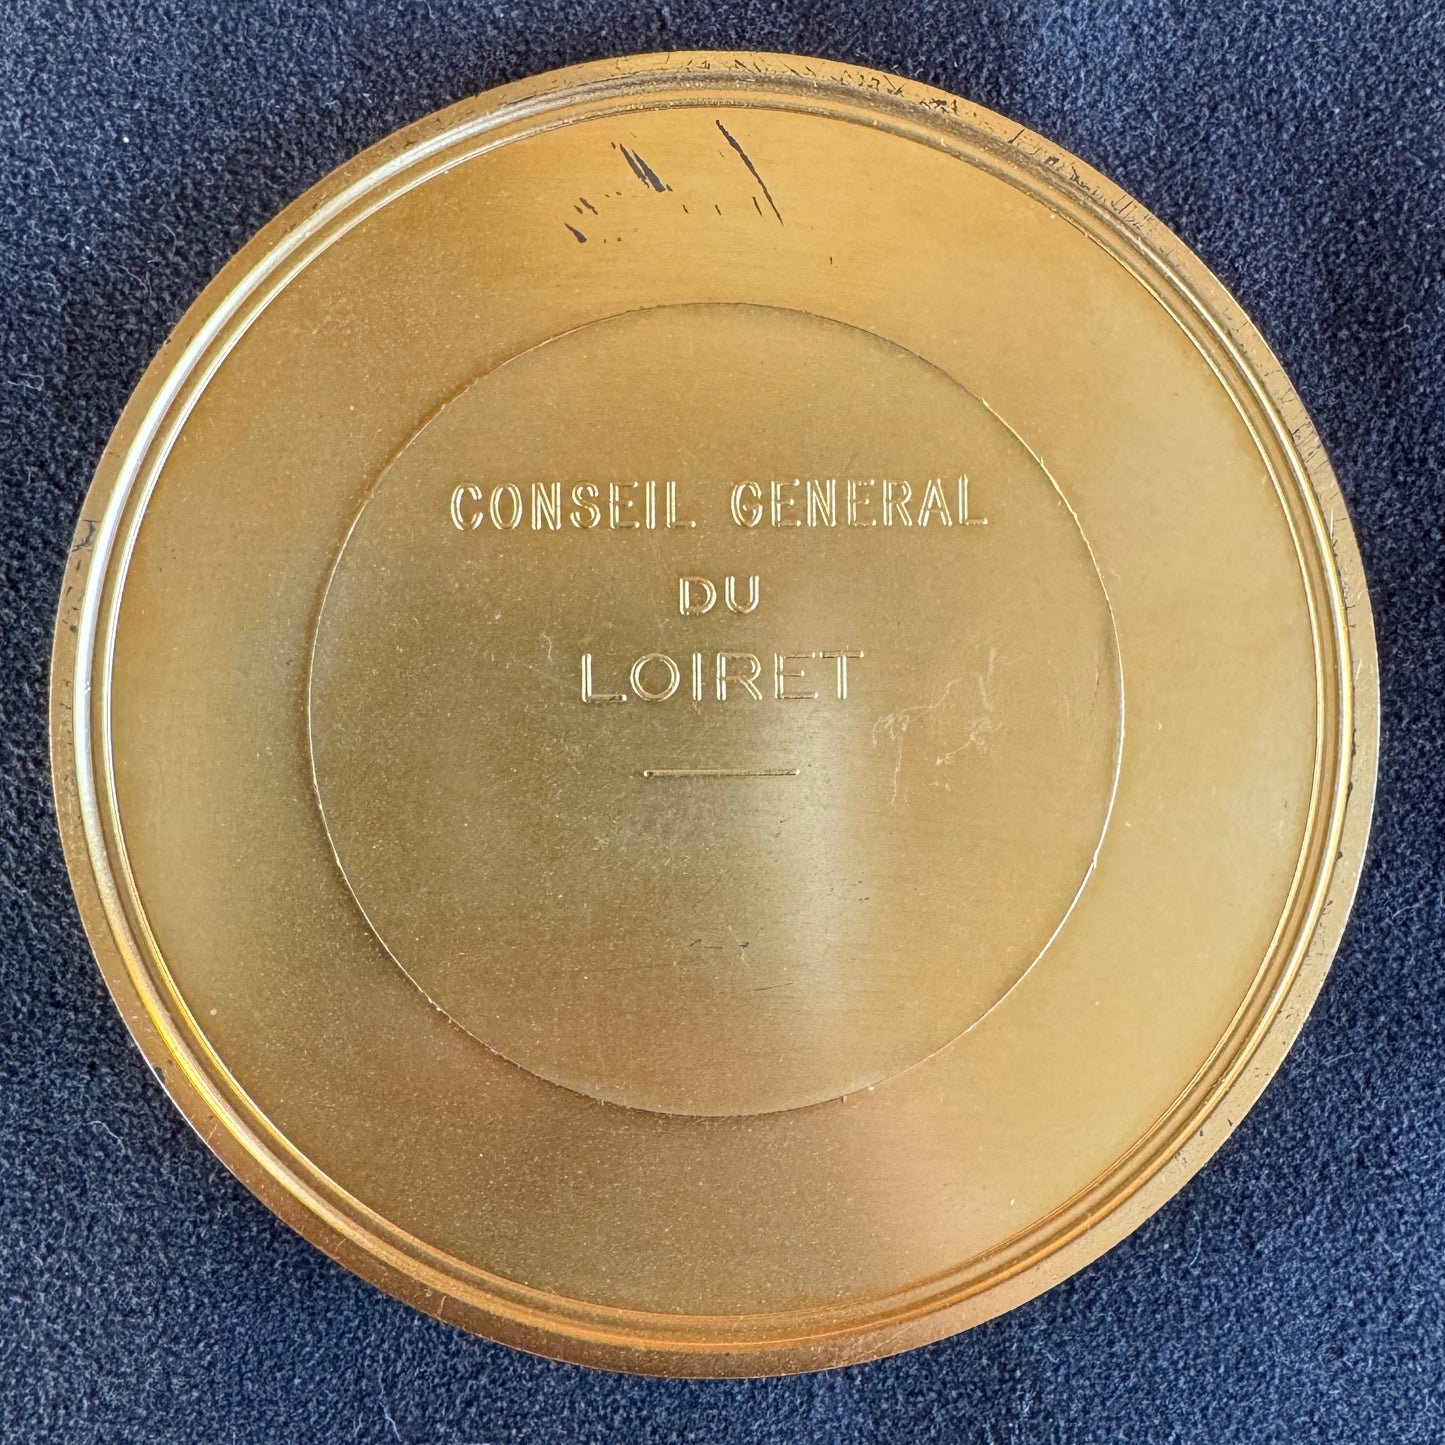 CONSEIL GENERAL
DU
LOIRET